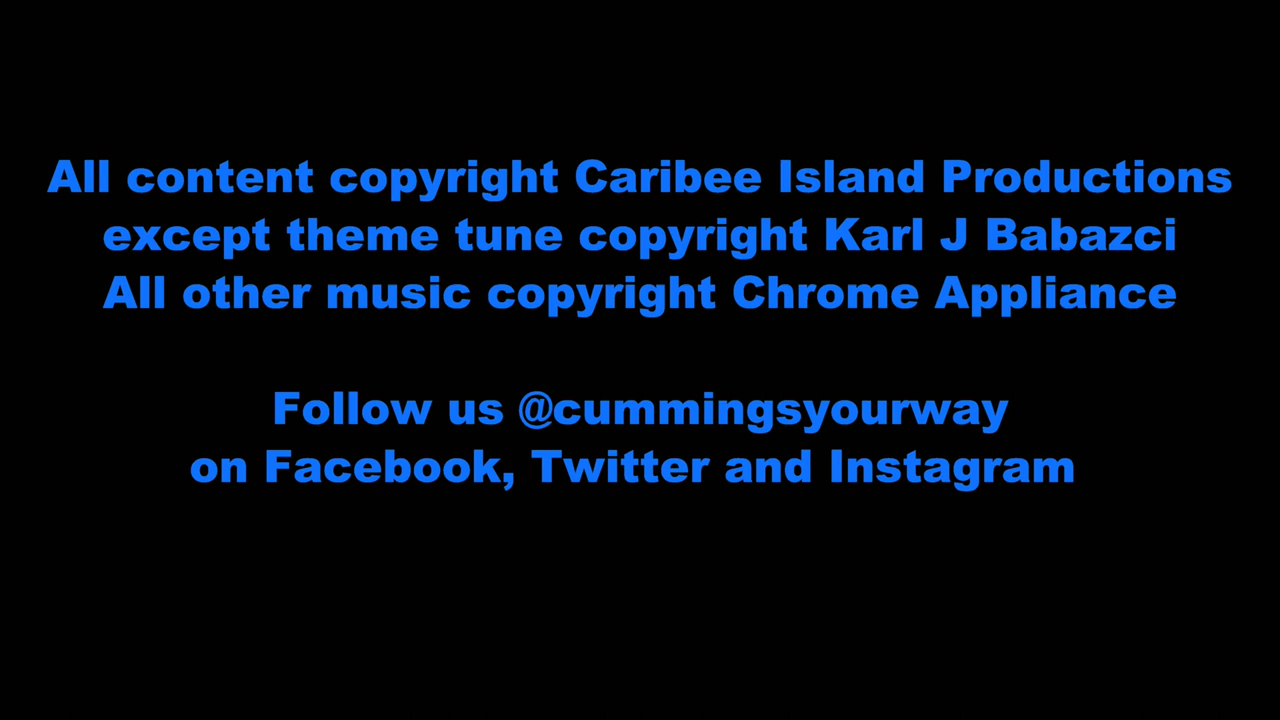 All content copyright Caribee Island Productions
except theme tune copyright Karl J Babazci
All other music copyright Chrome Appliance
Follow us @cummingsyourway
on Facebook, Twitter and Instagram